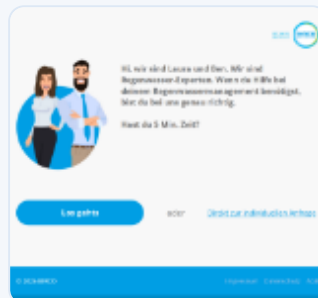 Hi, wir sind Laura und Ben. Wir sind
Regenwasser-Experten. Wenn du Hilfe bei
deinem Regenwassermanagement benötigst,
bist du bei uns genau richtig.
Hast du 5 Min. Zeit?
Los geht's
oder
Direkt zur individuellen Anfrage
Impressum Datenschutz